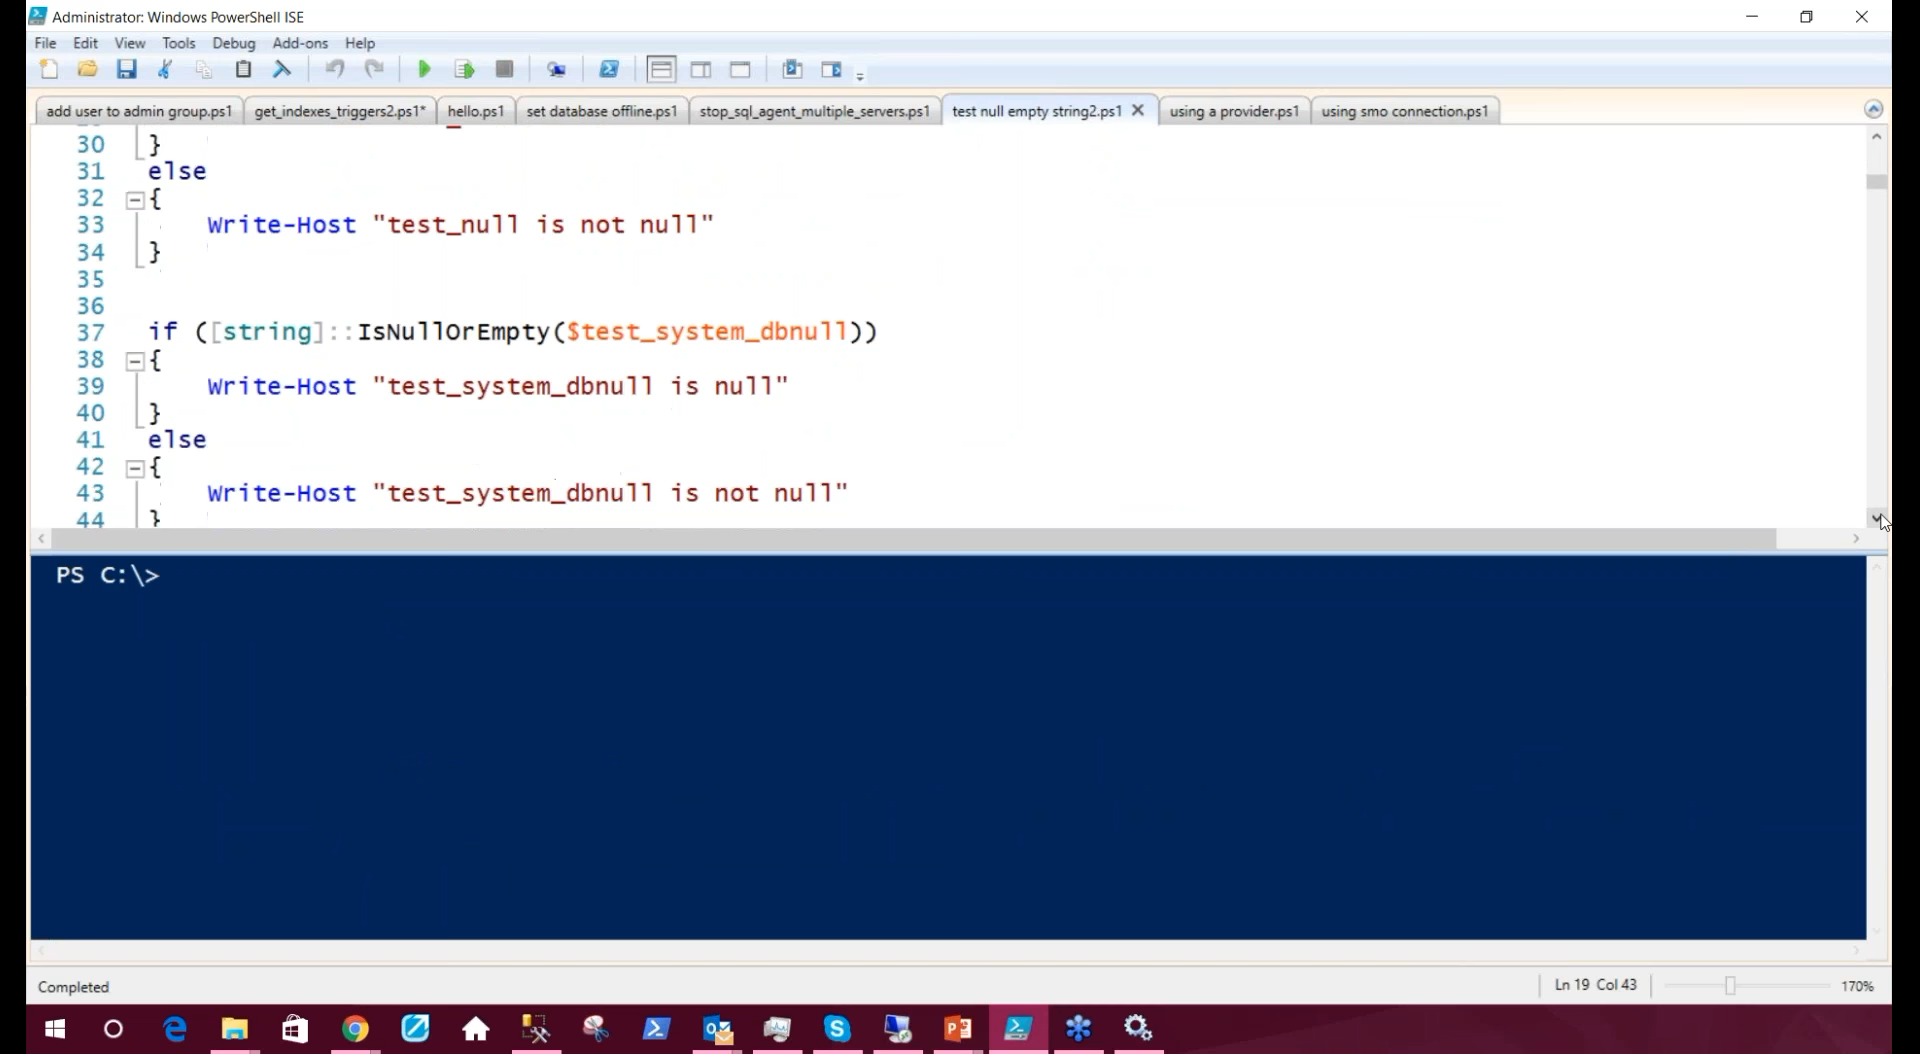 Administrator: Windows PowerShell ISE
File Edit View Tools Debug Add-ons Help
add user to admin group.ps1 get_indexes_triggers2.ps1* hello.ps1 set database offline.ps1 stop_sql_agent_multiple_servers.ps1 test null empty string2.ps1 using a provider.ps1 using smo connection.ps1
30 }
31 else
32 {
33 Write-Host "test_null is not null"
34 }
35
36
37 if ([string]::IsNullOrEmpty($test_system_dbnull))
38 {
39 Write-Host "test_system_dbnull is null"
40 }
41 else
42 {
43 Write-Host "test_system_dbnull is not null"
44 }
PS C:\>
Completed Ln 19 Col 43 170%